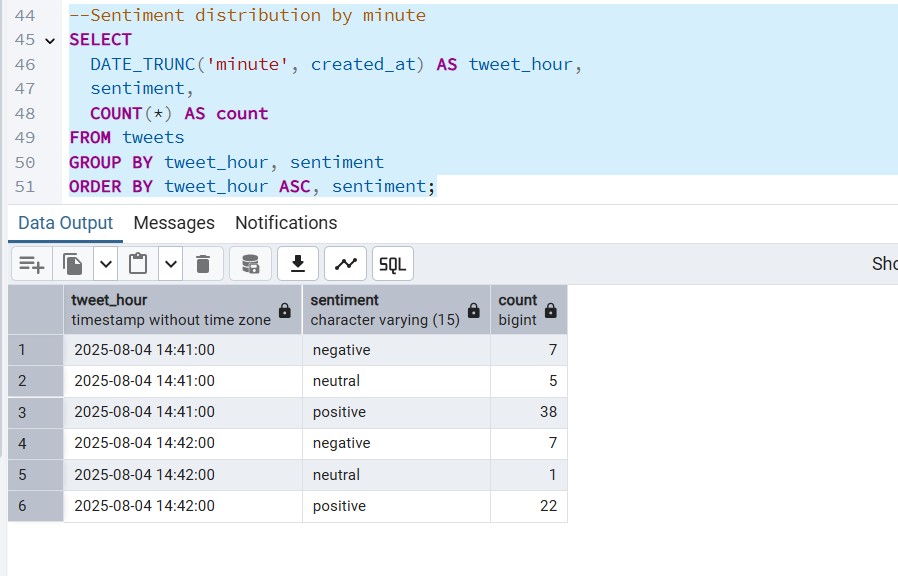 44 --Sentiment distribution by minute
45 SELECT
46 DATE_TRUNC('minute', created_at) AS tweet_hour,
47 sentiment,
48 COUNT(*) AS count
49 FROM tweets
50 GROUP BY tweet_hour, sentiment
51 ORDER BY tweet_hour ASC, sentiment;
Data Output Messages Notifications
SQL Sho
tweet_hour sentiment count
timestamp without time zone character varying (15) bigint
1 2025-08-04 14:41:00 negative 7
2 2025-08-04 14:41:00 neutral 5
3 2025-08-04 14:41:00 positive 38
4 2025-08-04 14:42:00 negative 7
5 2025-08-04 14:42:00 neutral 1
6 2025-08-04 14:42:00 positive 22